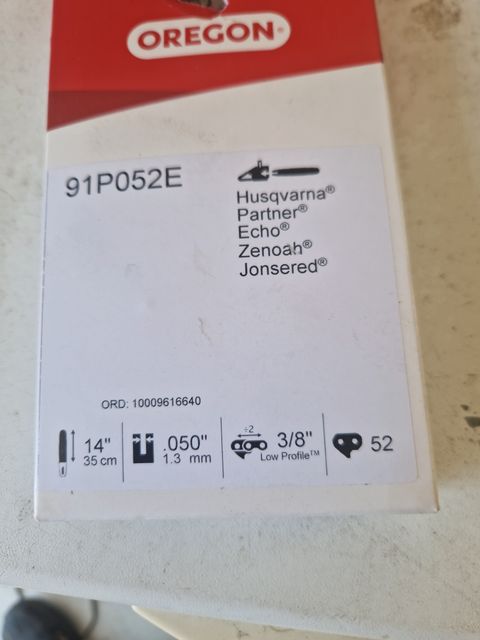 OREGON®
91P052E
Husqvarna®
Partner®
Echo®
Zenoah®
Jonsered®
ORD: 10009616640
14"
35 cm
.050"
1.3 mm
÷2
3/8"
Low Profile™
52